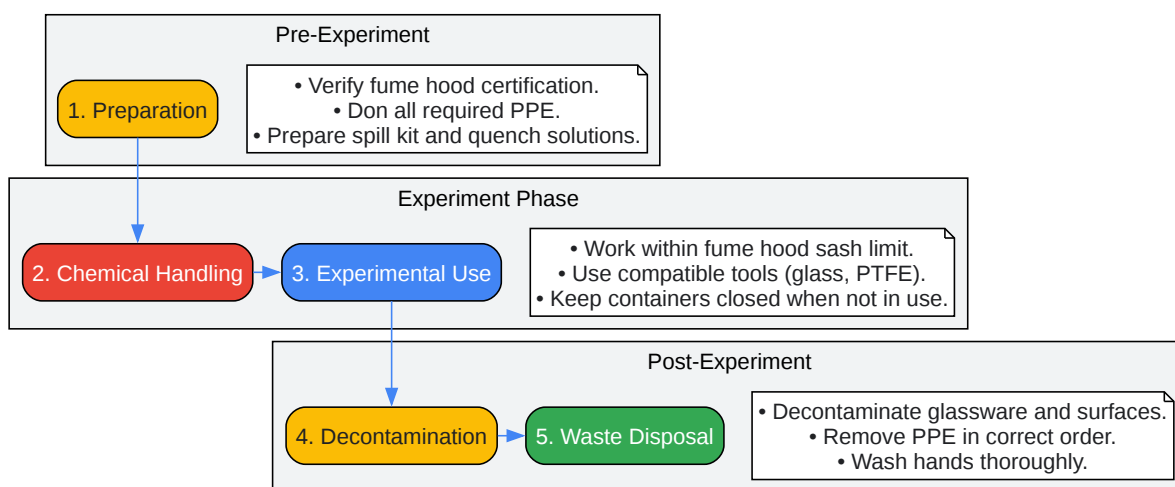 Pre-Experiment
1. Preparation
• Verify fume hood certification.
• Don all required PPE.
• Prepare spill kit and quench solutions.
Experiment Phase
2. Chemical Handling
3. Experimental Use
• Work within fume hood sash limit.
• Use compatible tools (glass, PTFE).
• Keep containers closed when not in use.
Post-Experiment
4. Decontamination
5. Waste Disposal
• Decontaminate glassware and surfaces.
• Remove PPE in correct order.
• Wash hands thoroughly.